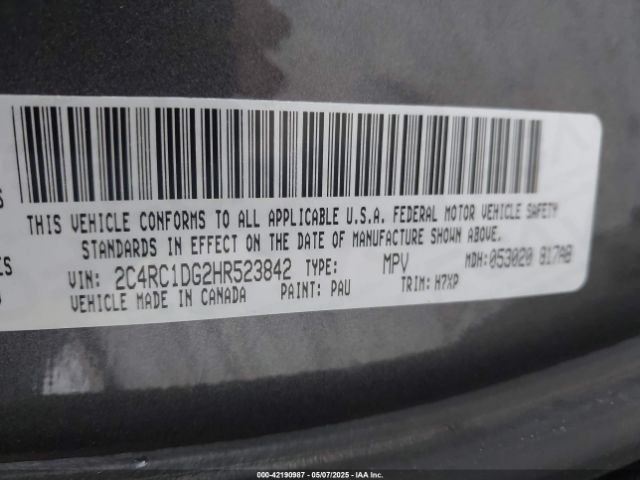 THIS VEHICLE CONFORMS TO ALL APPLICABLE U.S.A. FEDERAL MOTOR VEHICLE SAFETY
STANDARDS IN EFFECT ON THE DATE OF MANUFACTURE SHOWN ABOVE.
VIN: 2C4RC1DG2HR523842 TYPE: MPV MDH: 053020 817AB
VEHICLE MADE IN CANADA PAINT: PAU TRIM: H7XP
000-42190987 - 05/07/2025 - IAA Inc.